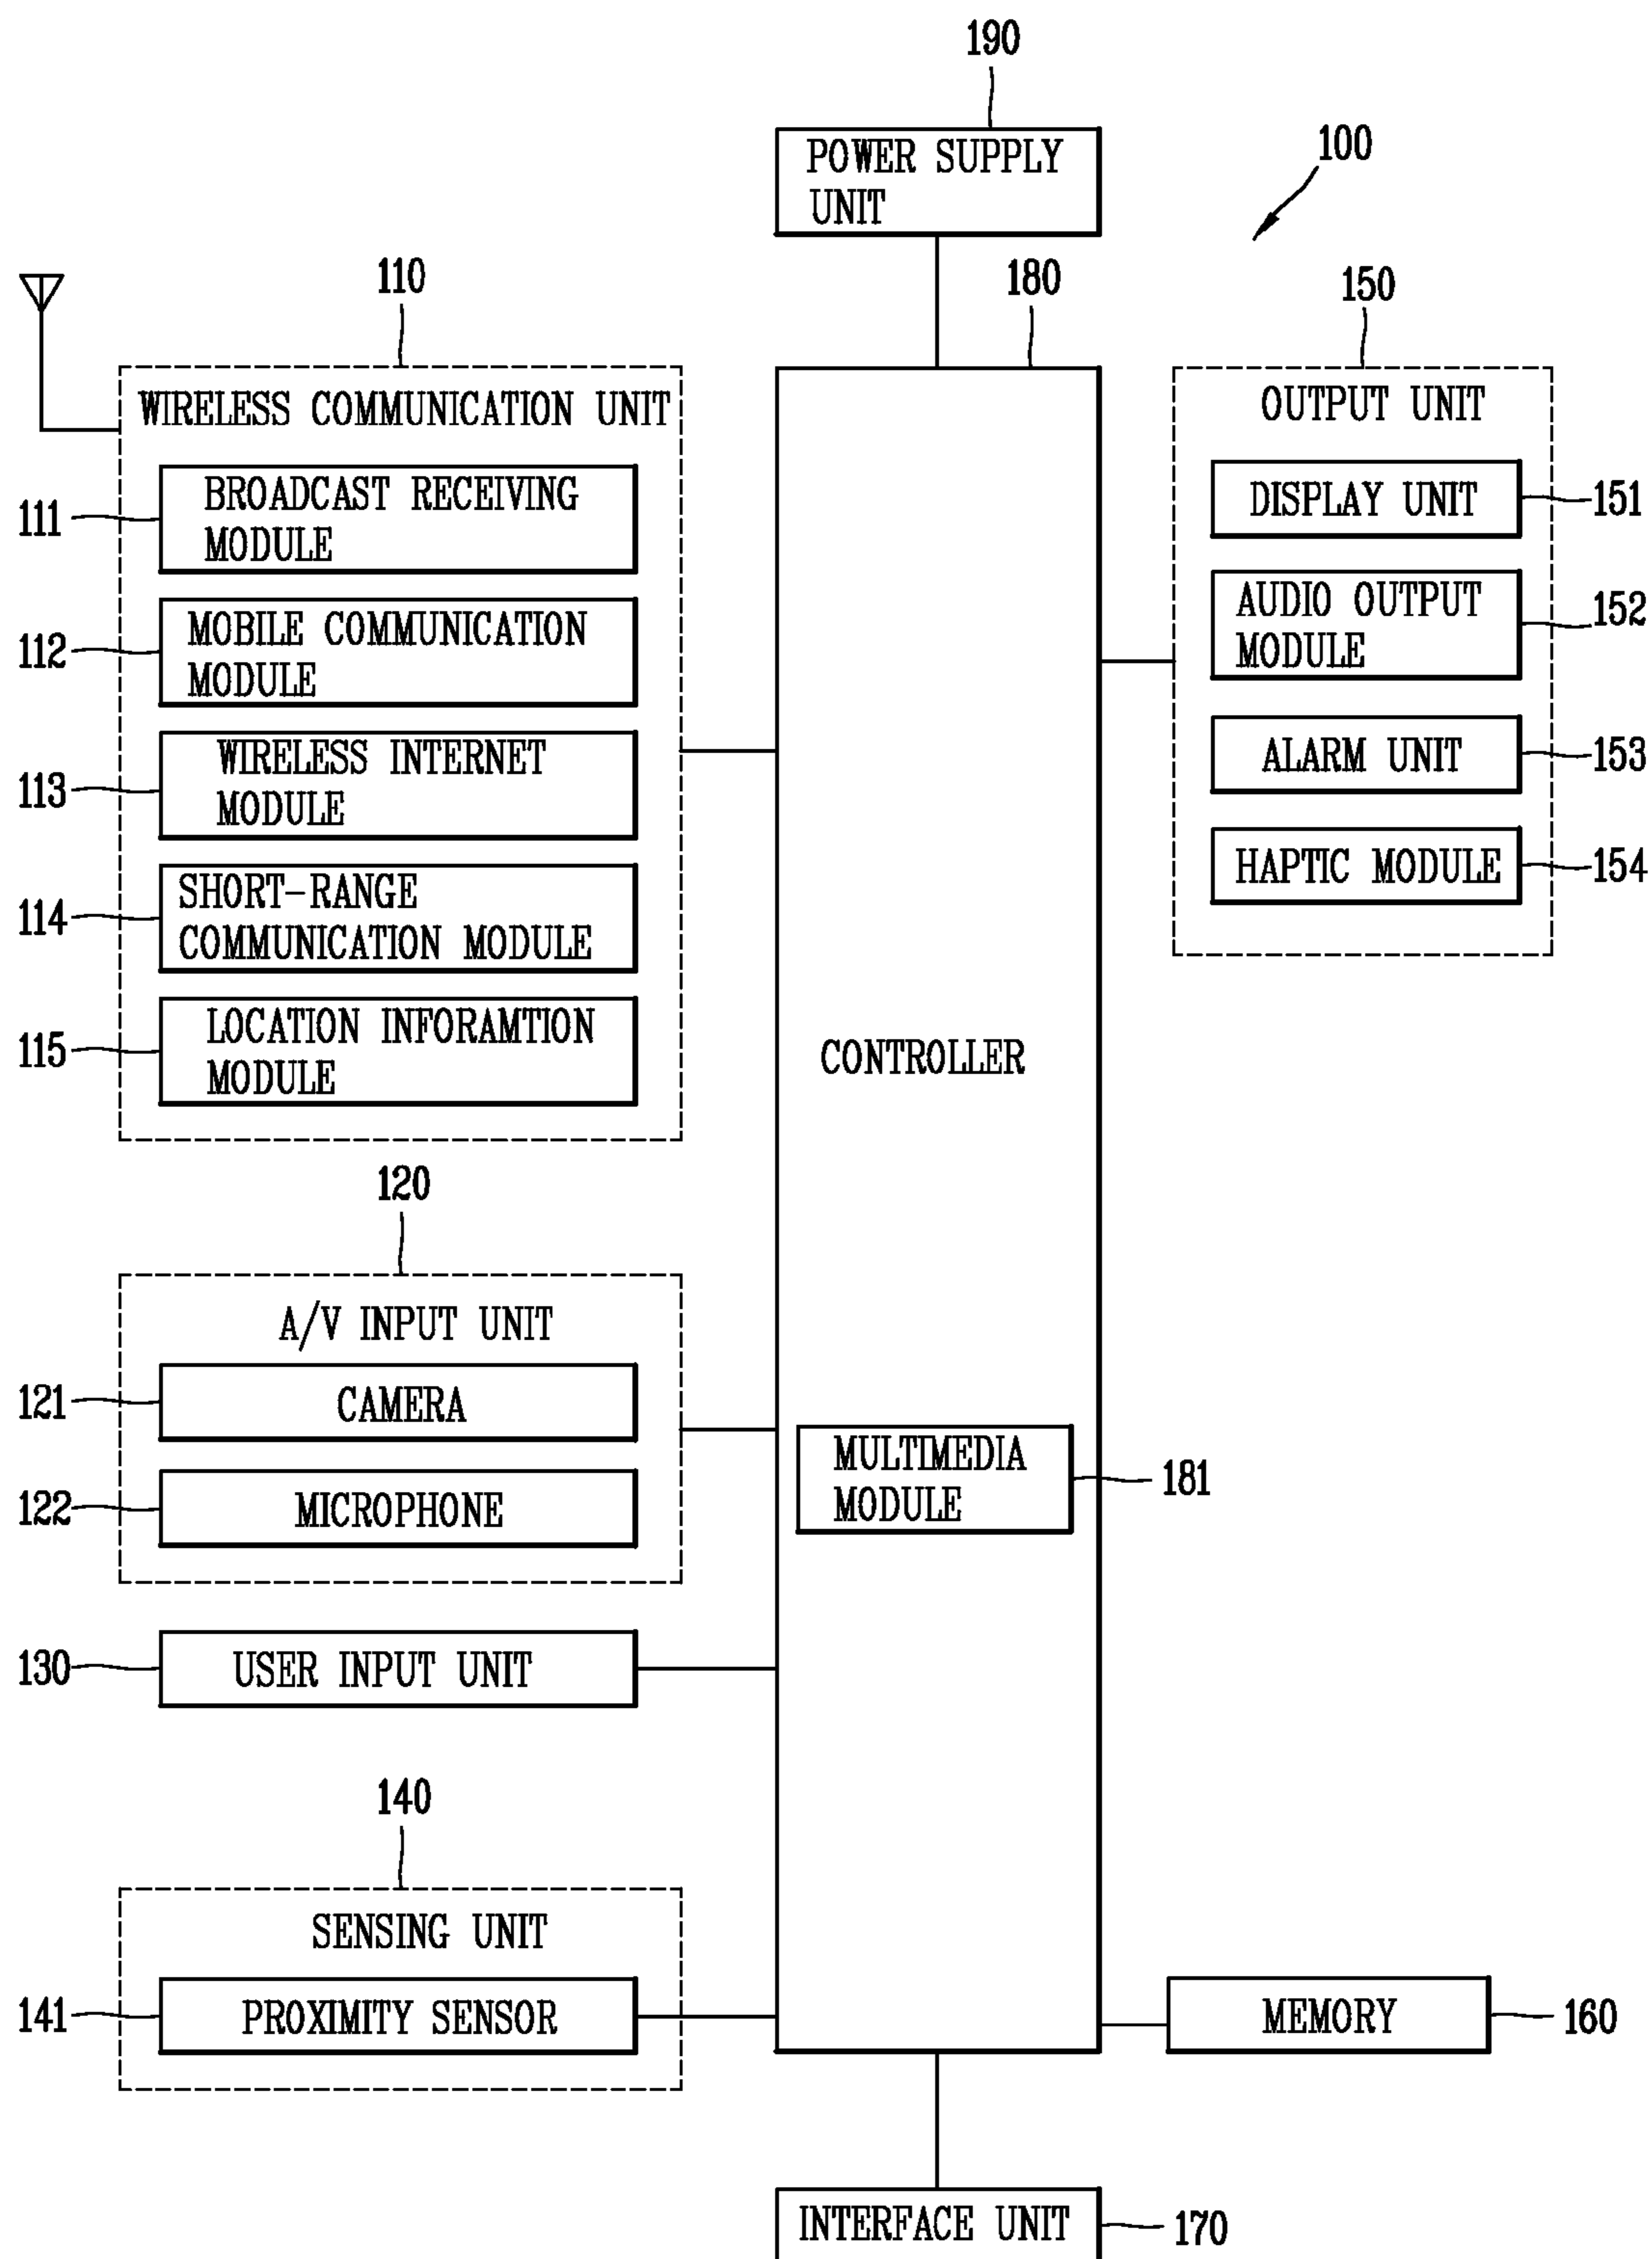 190
POWER SUPPLY
UNIT
100
110
180
150
WIRELESS COMMUNICATION UNIT
111
BROADCAST RECEIVING
MODULE
112
MOBILE COMMUNICATION
MODULE
113
WIRELESS INTERNET
MODULE
114
SHORT-RANGE
COMMUNICATION MODULE
115
LOCATION INFORAMTION
MODULE
OUTPUT UNIT
DISPLAY UNIT
151
AUDIO OUTPUT
MODULE
152
ALARM UNIT
153
HAPTIC MODULE
154
CONTROLLER
120
A/V INPUT UNIT
121
CAMERA
122
MICROPHONE
MULTIMEDIA
MODULE
181
130
USER INPUT UNIT
140
SENSING UNIT
141
PROXIMITY SENSOR
MEMORY
160
INTERFACE UNIT
170